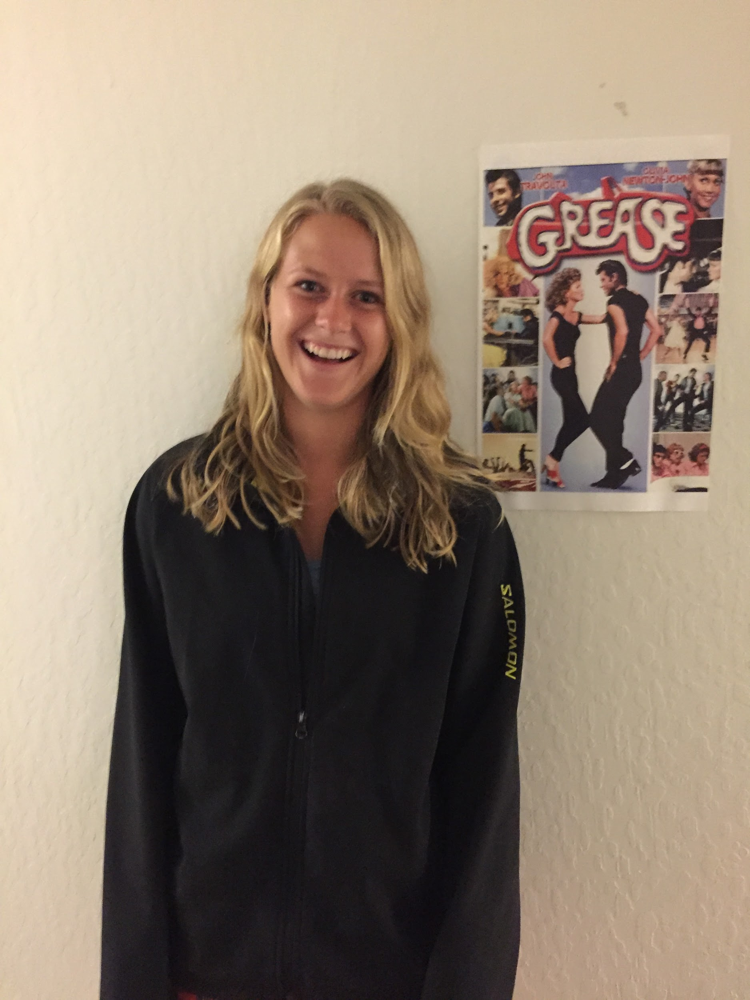 JOHN
TRAVOLTA
OLIVIA
NEWTON-JOHN
GREASE
SALOMON